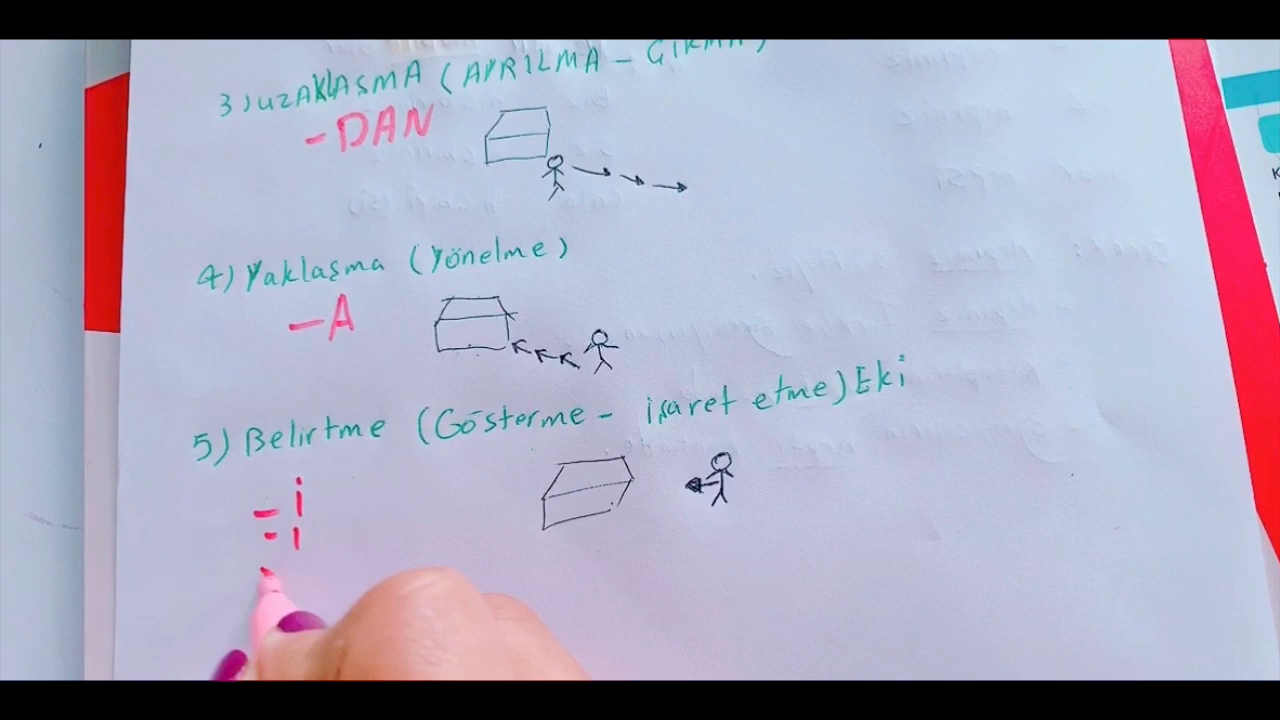 3) UZAKLAŞMA (AYRILMA - ÇIKMA)
-DAN
4) Yaklaşma (Yönelme)
-A
5) Belirtme (Gösterme - işaret etme) Eki
-i
-ı